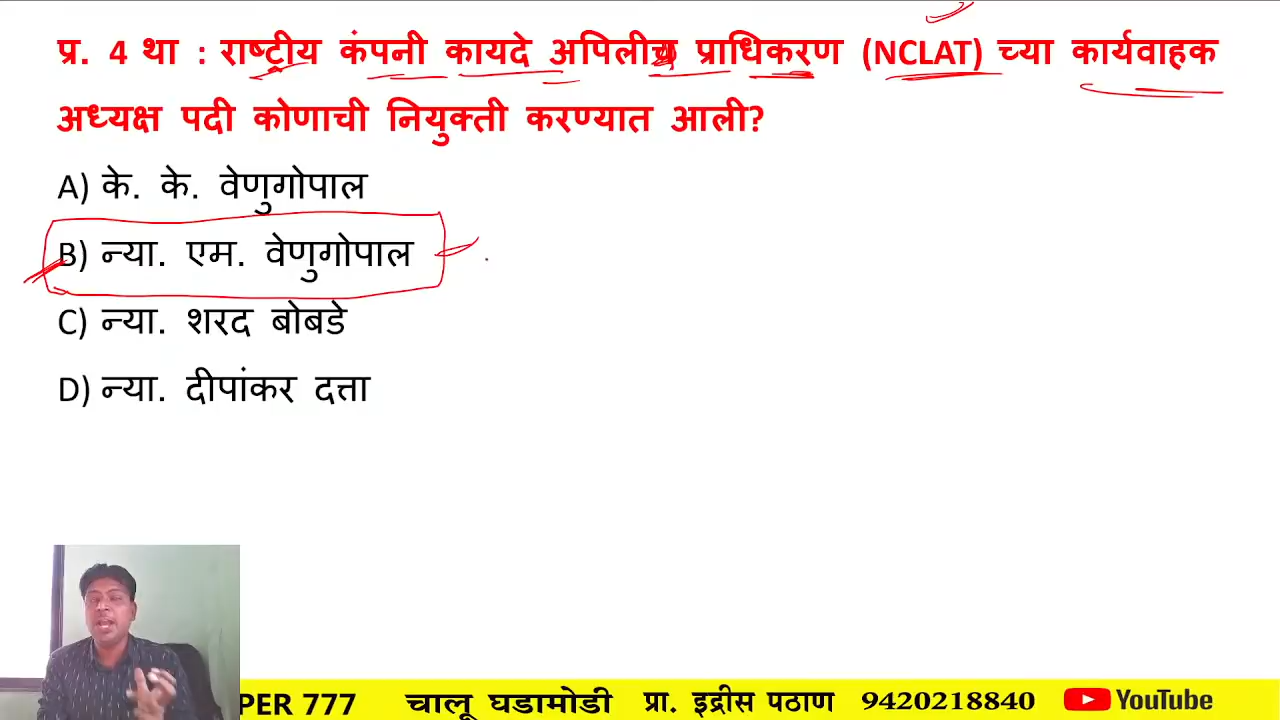 प्र. 4 था : राष्ट्रीय कंपनी कायदे अपिलीय प्राधिकरण (NCLAT) च्या कार्यवाहक
अध्यक्ष पदी कोणाची नियुक्ती करण्यात आली?
A) के. के. वेणुगोपाल
B) न्या. एम. वेणुगोपाल
C) न्या. शरद बोबडे
D) न्या. दीपांकर दत्ता
PER 777 चालू घडामोडी प्रा. इद्रीस पठाण 9420218840 YouTube